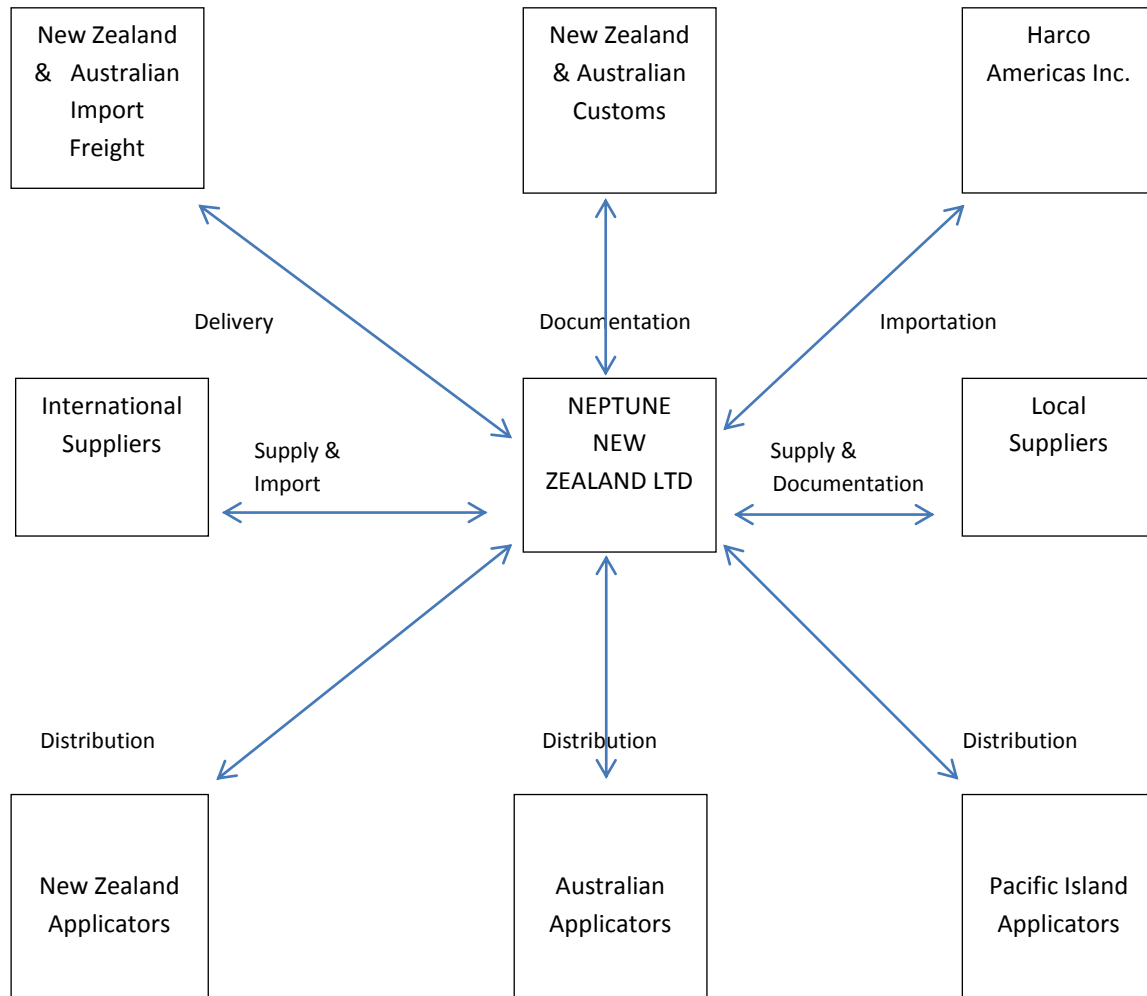 New Zealand
& Australian
Import
Freight
New Zealand
& Australian
Customs
Harco
Americas Inc.
Delivery
Documentation
Importation
International
Suppliers
Supply &
Import
NEPTUNE
NEW
ZEALAND LTD
Supply &
Documentation
Local
Suppliers
Distribution
Distribution
Distribution
New Zealand
Applicators
Australian
Applicators
Pacific Island
Applicators